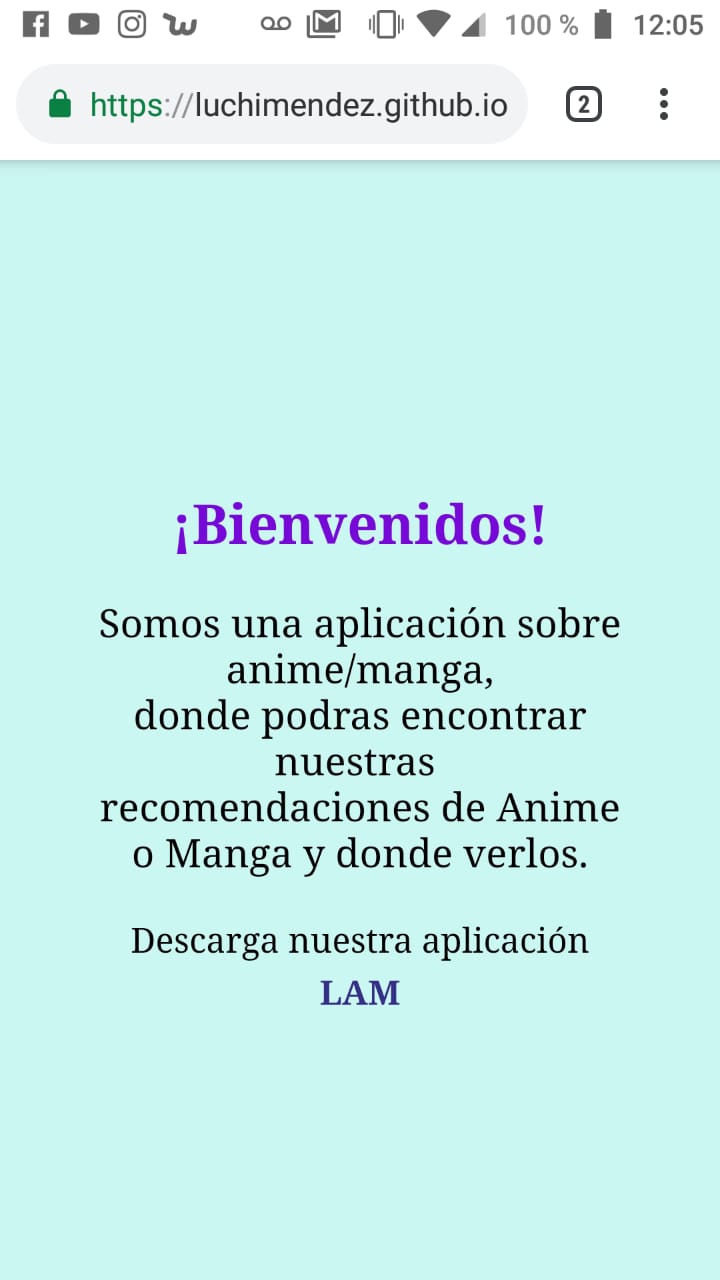 100 % 12:05
https://luchimendez.github.io 2
¡Bienvenidos!
Somos una aplicación sobre
anime/manga,
donde podras encontrar
nuestras
recomendaciones de Anime
o Manga y donde verlos.
Descarga nuestra aplicación
LAM